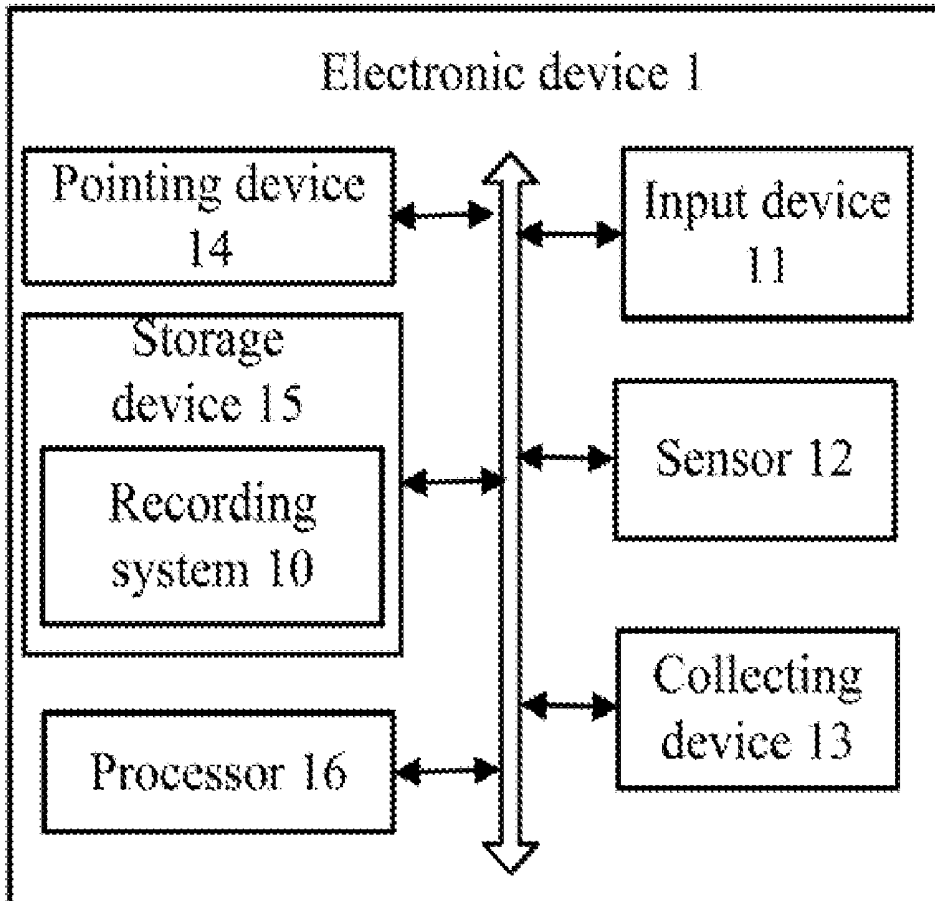 Electronic device 1
Pointing device
14
Input device
11
Storage
device 15
Recording
system 10
Sensor 12
Collecting
device 13
Processor 16